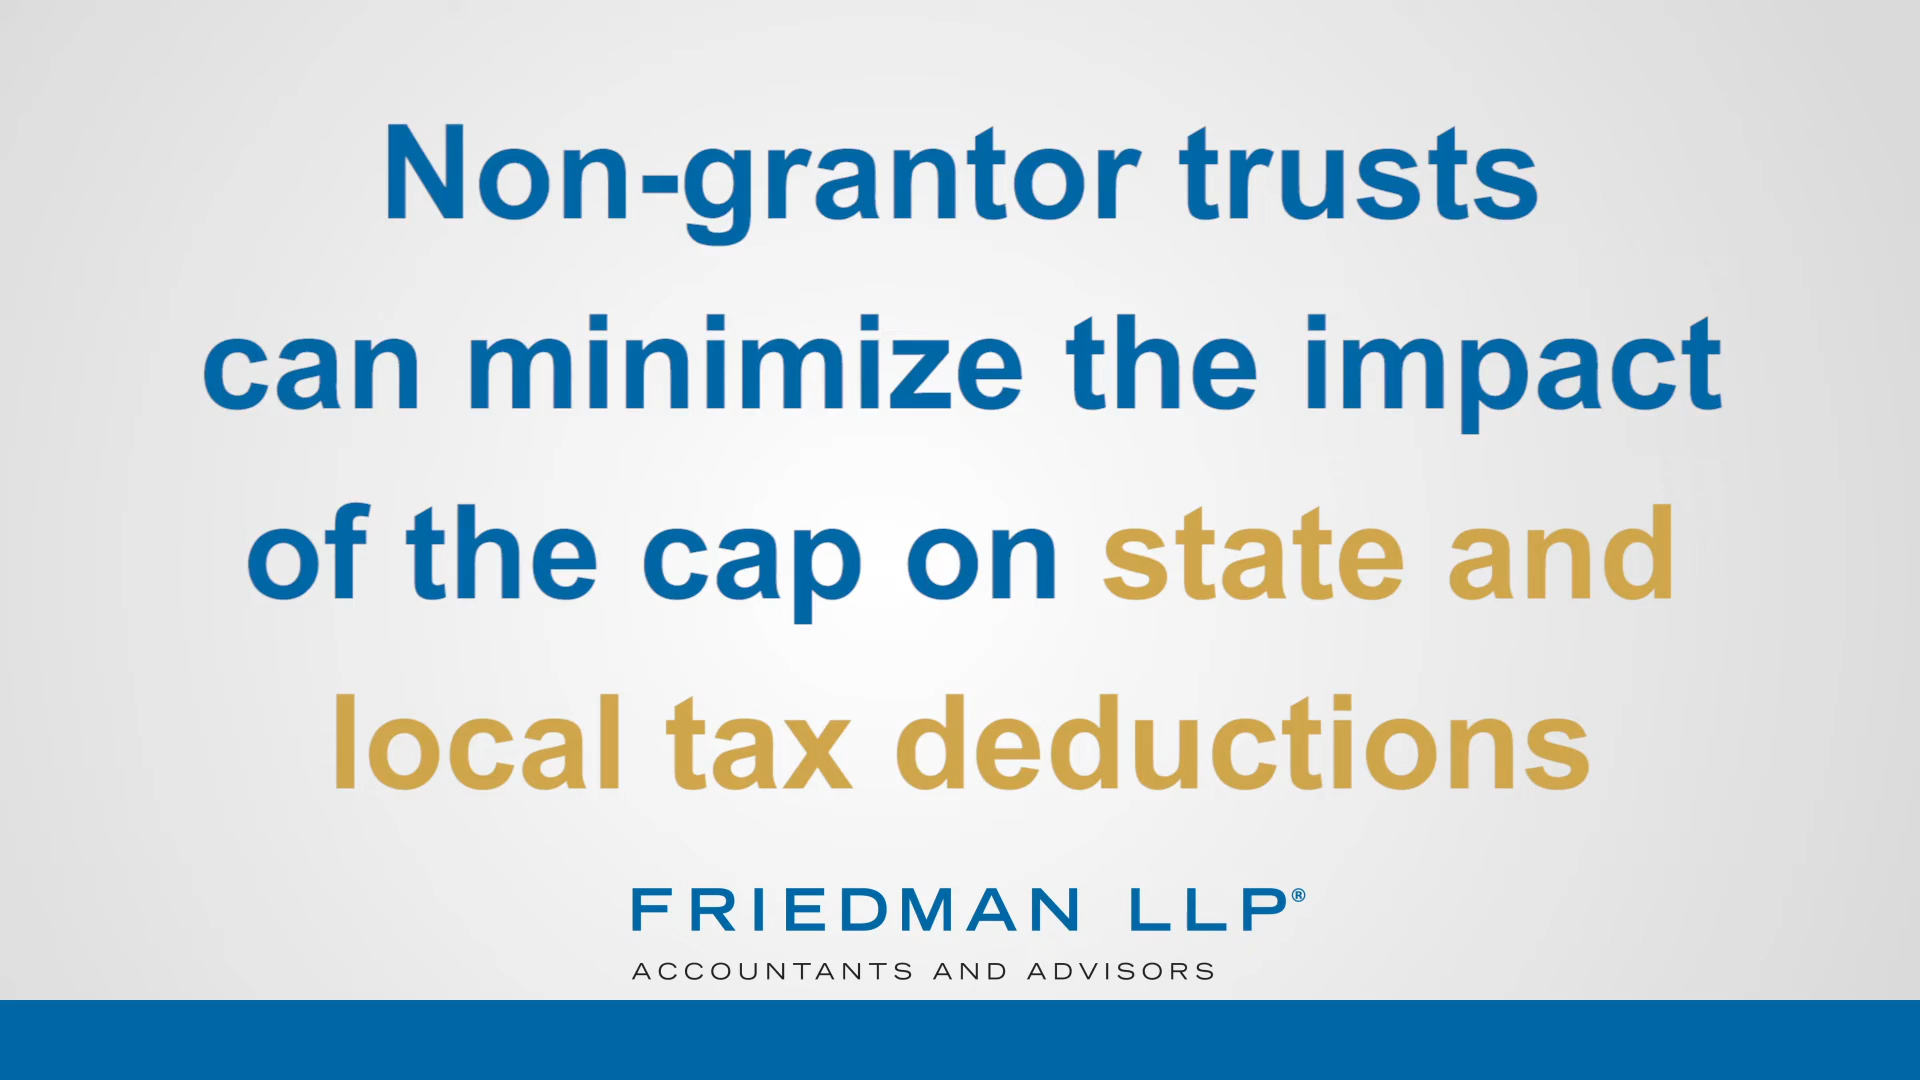 Non-grantor trusts
can minimize the impact
of the cap on state and
local tax deductions
FRIEDMAN LLP®
ACCOUNTANTS AND ADVISORS